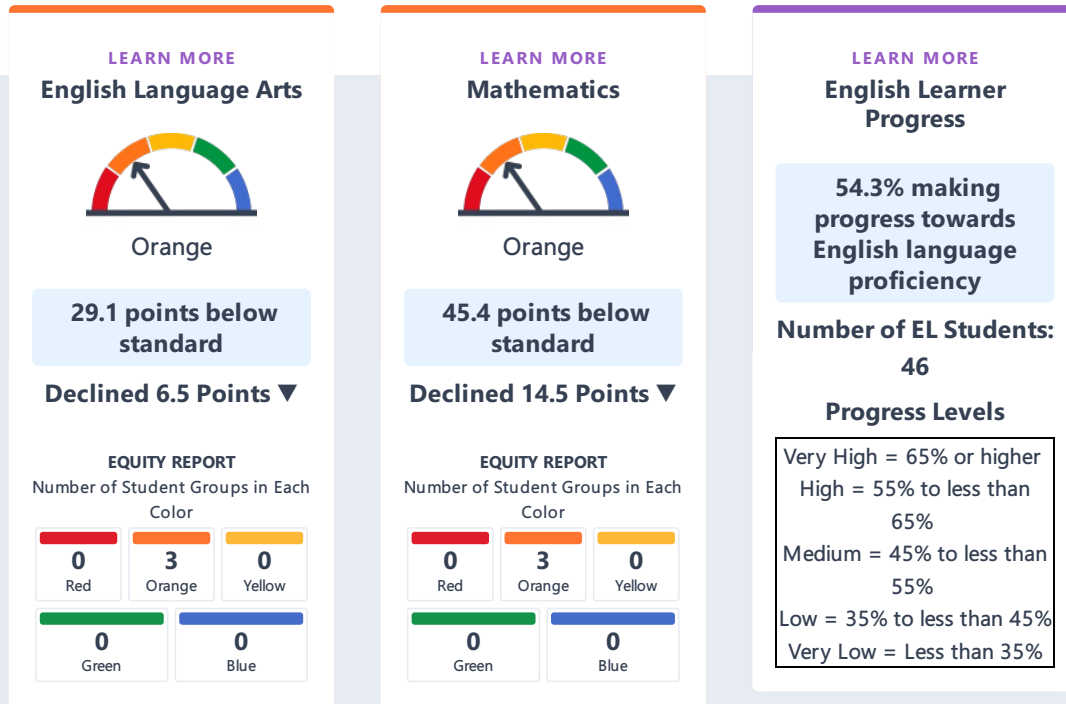 LEARN MORE
English Language Arts
Orange
29.1 points below
standard
Declined 6.5 Points ▼
EQUITY REPORT
Number of Student Groups in Each
Color
0
Red
3
Orange
0
Yellow
0
Green
0
Blue
LEARN MORE
Mathematics
Orange
45.4 points below
standard
Declined 14.5 Points ▼
EQUITY REPORT
Number of Student Groups in Each
Color
0
Red
3
Orange
0
Yellow
0
Green
0
Blue
LEARN MORE
English Learner
Progress
54.3% making
progress towards
English language
proficiency
Number of EL Students:
46
Progress Levels
Very High = 65% or higher
High = 55% to less than
65%
Medium = 45% to less than
55%
Low = 35% to less than 45%
Very Low = Less than 35%